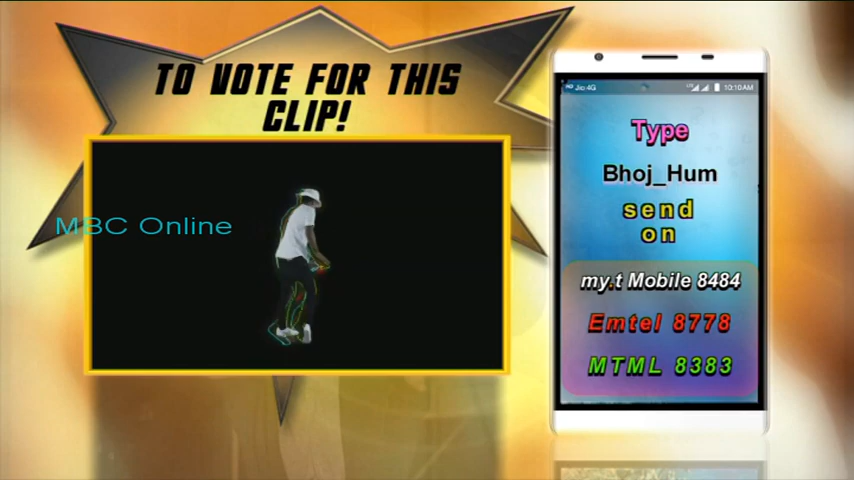 TO VOTE FOR THIS
CLIP!
MBC Online
Jio 4G
10:10AM
Type
Bhoj_Hum
send
on
my.t Mobile 8484
Emtel 8778
MTML 8383